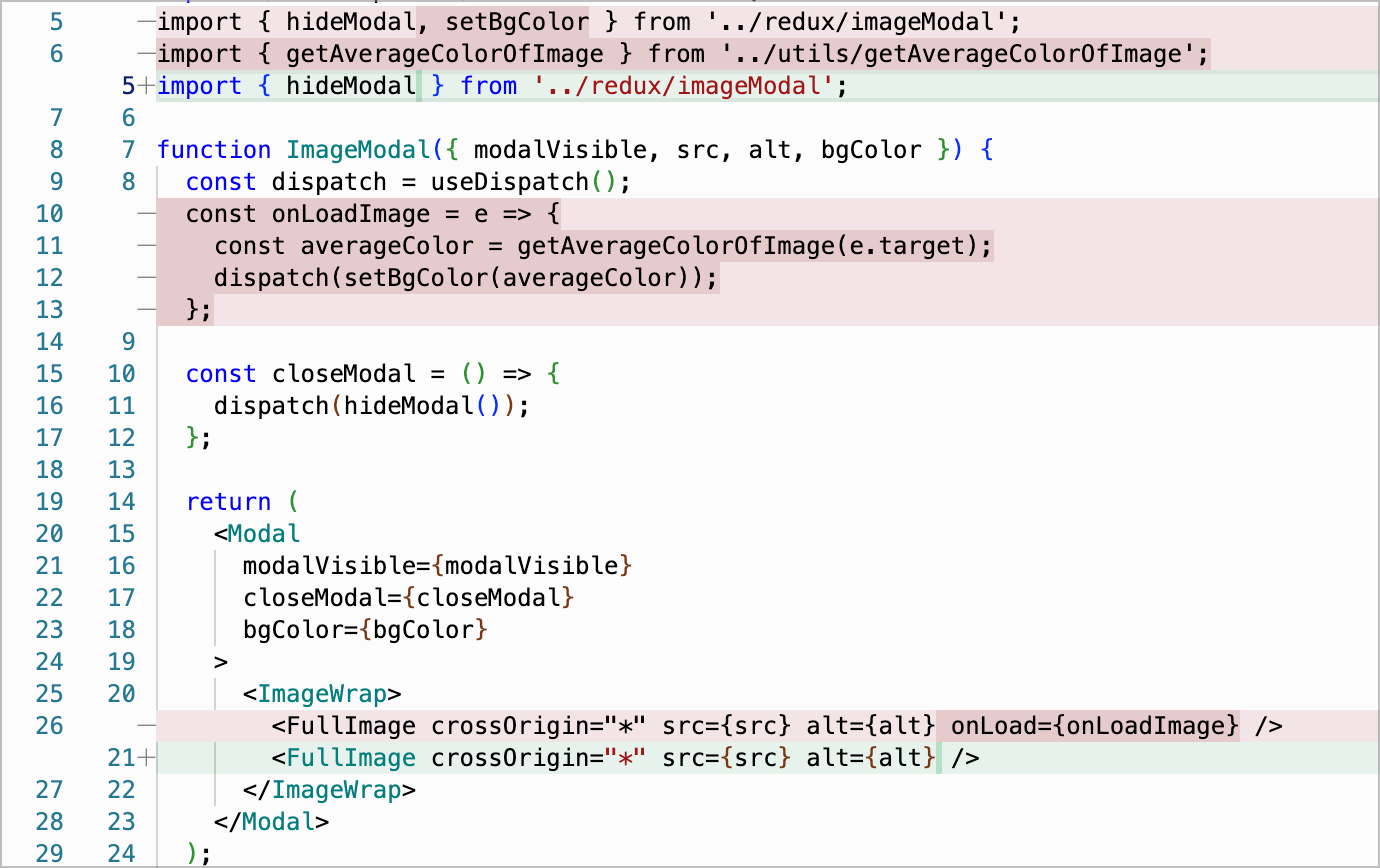 5 —import { hideModal, setBgColor } from '../redux/imageModal';
6 import { getAverageColorOfImage } from '../utils/getAverageColorOfImage';
5+import { hideModal } from '../redux/imageModal';
7 6
8 7 function ImageModal({ modalVisible, src, alt, bgColor }) {
9 8 const dispatch = useDispatch();
10 — const onLoadImage = e => {
11 — const averageColor = getAverageColorOfImage(e.target);
12 — dispatch(setBgColor(averageColor));
13 — };
14 9
15 10 const closeModal = () => {
16 11 dispatch(hideModal());
17 12 };
18 13
19 14 return (
20 15 <Modal
21 16 modalVisible={modalVisible}
22 17 closeModal={closeModal}
23 18 bgColor={bgColor}
24 19 >
25 20 <ImageWrap>
26 — <FullImage crossOrigin="*" src={src} alt={alt} onLoad={onLoadImage} />
21+ <FullImage crossOrigin="*" src={src} alt={alt} />
27 22 </ImageWrap>
28 23 </Modal>
29 24 );